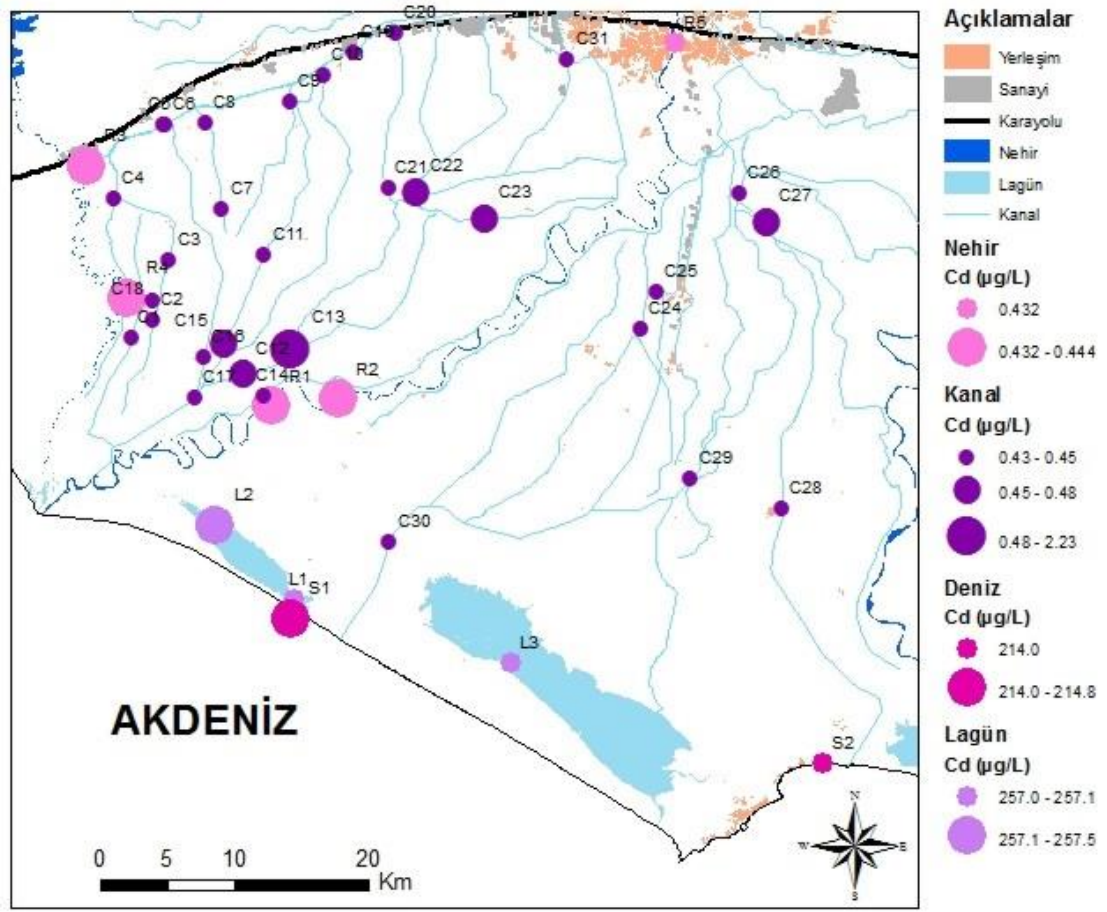 C20
R5
C19
C31
C10
C9
C5 C6 C8
R3
C4
C21 C22
C26
C23
C27
C7
C3
C11
R4
C25
C18
C2
C24
C1
C15
C13
C16
C12
R2
C17 C14 R1
C29
L2
C28
C30
L1
S1
L3
S2
AKDENİZ
N
W E
S
0 5 10 20
Km
Açıklamalar
Yerleşim
Sanayi
Karayolu
Nehir
Lagün
Kanal
Nehir
Cd (µg/L)
0.432
0.432 - 0.444
Kanal
Cd (µg/L)
0.43 - 0.45
0.45 - 0.48
0.48 - 2.23
Deniz
Cd (µg/L)
214.0
214.0 - 214.8
Lagün
Cd (µg/L)
257.0 - 257.1
257.1 - 257.5